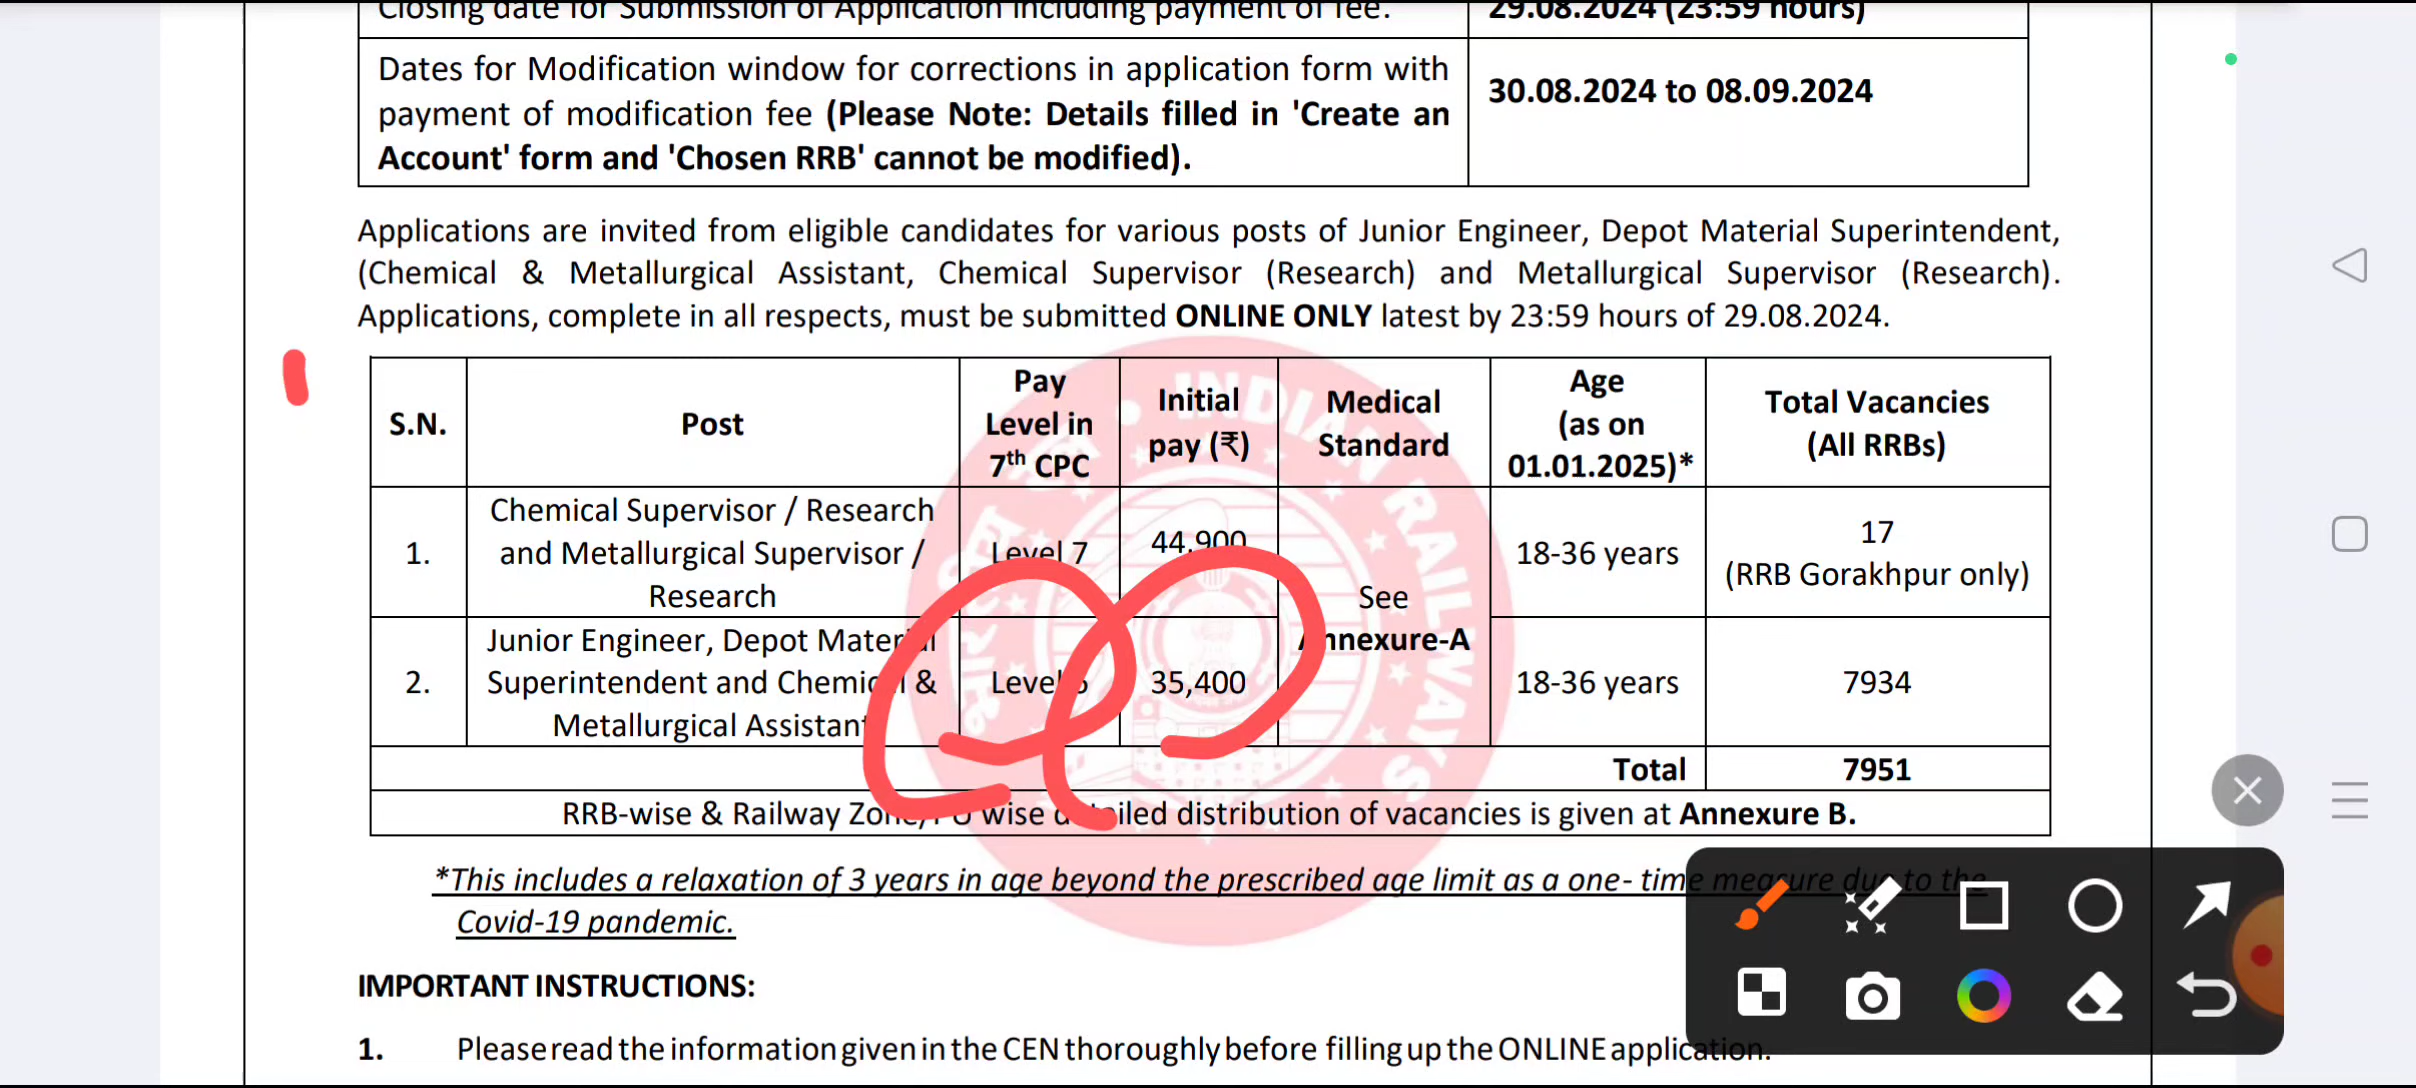 Closing date for Submission of Application including payment of fee. 29.08.2024 (23:59 hours)
Dates for Modification window for corrections in application form with
payment of modification fee (Please Note: Details filled in 'Create an
Account' form and 'Chosen RRB' cannot be modified).
30.08.2024 to 08.09.2024
Applications are invited from eligible candidates for various posts of Junior Engineer, Depot Material Superintendent,
(Chemical & Metallurgical Assistant, Chemical Supervisor (Research) and Metallurgical Supervisor (Research).
Applications, complete in all respects, must be submitted ONLINE ONLY latest by 23:59 hours of 29.08.2024.
S.N.
Post
Pay
Level in
7th CPC
Initial
pay (₹)
Medical
Standard
Age
(as on
01.01.2025)*
Total Vacancies
(All RRBs)
1.
Chemical Supervisor / Research
and Metallurgical Supervisor /
Research
Level 7
44,900
See
Annexure-A
18-36 years
17
(RRB Gorakhpur only)
2.
Junior Engineer, Depot Material
Superintendent and Chemical &
Metallurgical Assistant
Level 6
35,400
18-36 years
7934
Total
7951
RRB-wise & Railway Zone/PU wise detailed distribution of vacancies is given at Annexure B.
*This includes a relaxation of 3 years in age beyond the prescribed age limit as a one- time measure due to the
Covid-19 pandemic.
IMPORTANT INSTRUCTIONS:
1. Please read the information given in the CEN thoroughly before filling up the ONLINE application.
INDIAN RAILWAYS